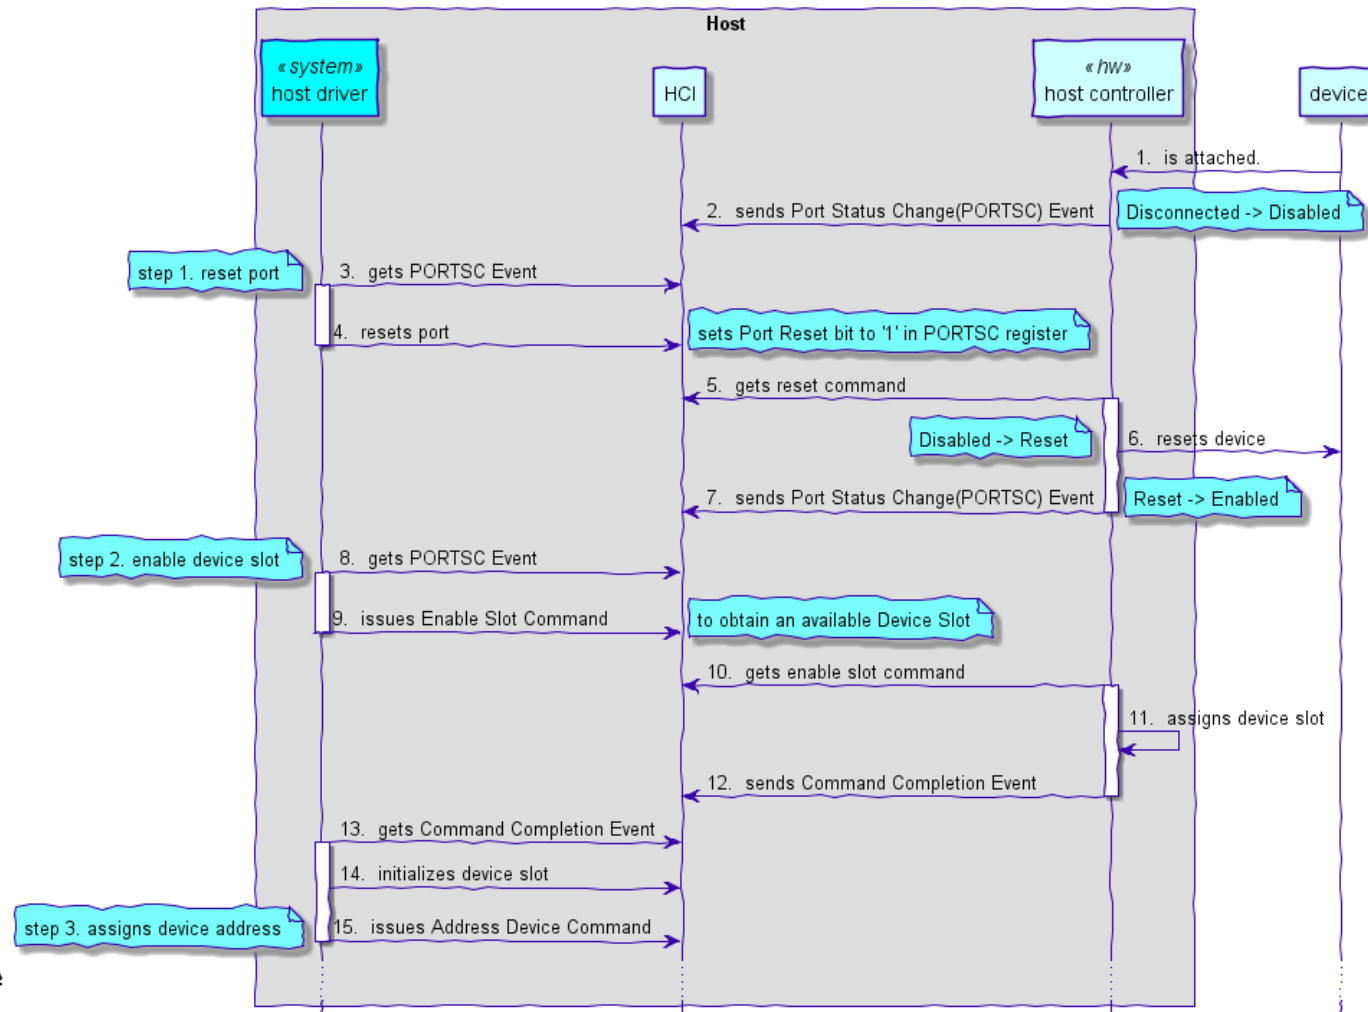 Host
«system»
host driver
HCI
«hw»
host controller
device
1. is attached.
2. sends Port Status Change(PORTSC) Event
Disconnected -> Disabled
step 1. reset port
3. gets PORTSC Event
4. resets port
sets Port Reset bit to '1' in PORTSC register
5. gets reset command
Disabled -> Reset
6. resets device
7. sends Port Status Change(PORTSC) Event
Reset -> Enabled
step 2. enable device slot
8. gets PORTSC Event
9. issues Enable Slot Command
to obtain an available Device Slot
10. gets enable slot command
11. assigns device slot
12. sends Command Completion Event
13. gets Command Completion Event
14. initializes device slot
step 3. assigns device address
15. issues Address Device Command